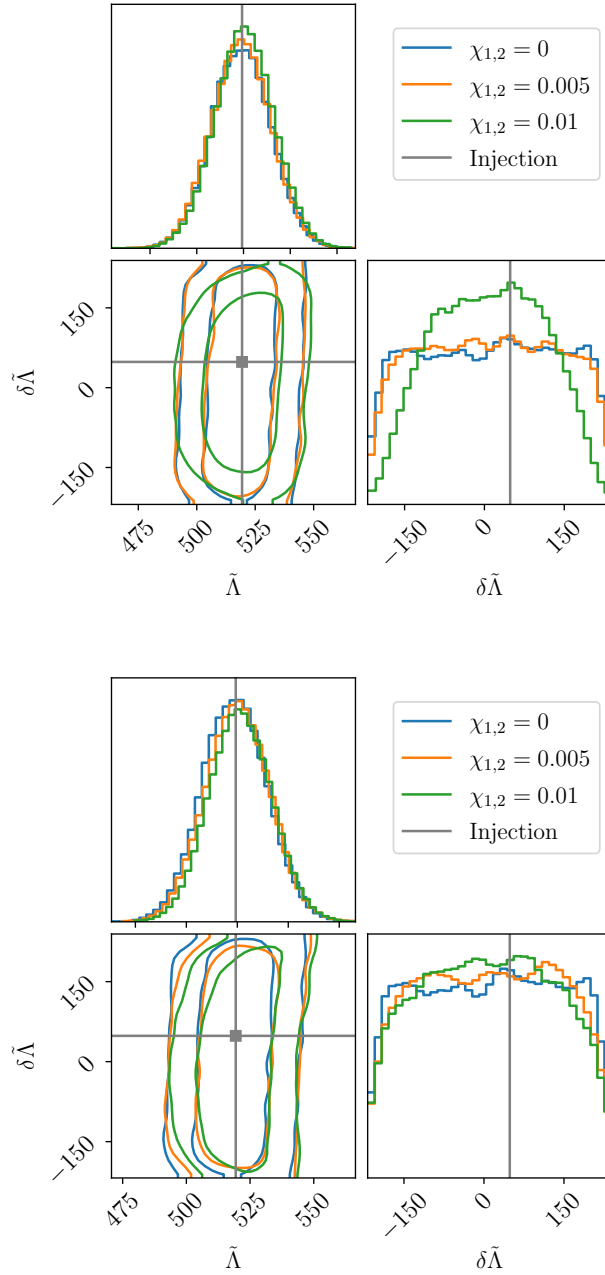 χ₁,₂ = 0
χ₁,₂ = 0.005
χ₁,₂ = 0.01
Injection
150
0
−150
δΛ̃
475 500 525 550
Λ̃
−150 0 150
δΛ̃
χ₁,₂ = 0
χ₁,₂ = 0.005
χ₁,₂ = 0.01
Injection
150
0
−150
δΛ̃
475 500 525 550
Λ̃
−150 0 150
δΛ̃